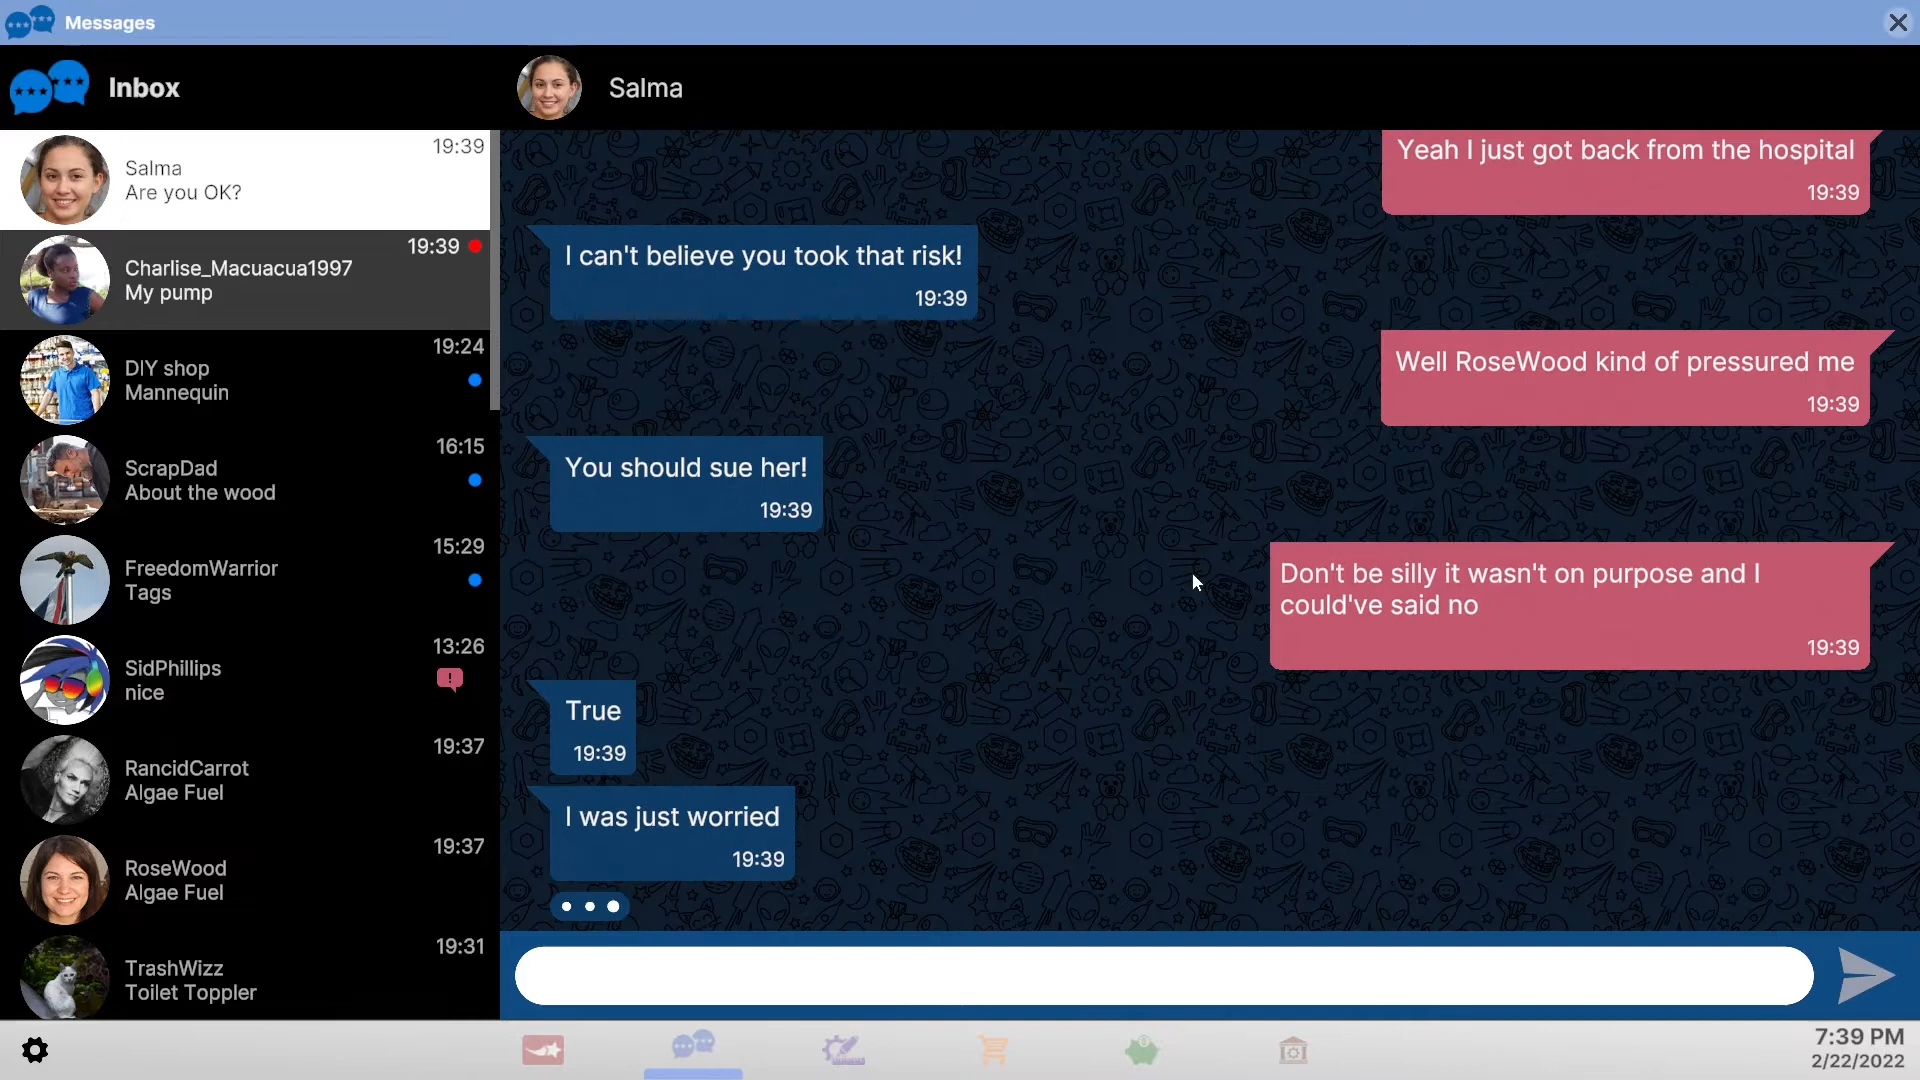 Messages
Inbox
Salma
19:39
Salma
Are you OK?
19:39
Charlise_Macuacua1997
My pump
19:24
DIY shop
Mannequin
16:15
ScrapDad
About the wood
15:29
FreedomWarrior
Tags
13:26
SidPhillips
nice
19:37
RancidCarrot
Algae Fuel
19:37
RoseWood
Algae Fuel
19:31
TrashWizz
Toilet Toppler
Yeah I just got back from the hospital
19:39
I can't believe you took that risk!
19:39
Well RoseWood kind of pressured me
19:39
You should sue her!
19:39
Don't be silly it wasn't on purpose and I
could've said no
19:39
True
19:39
I was just worried
19:39
7:39 PM
2/22/2022